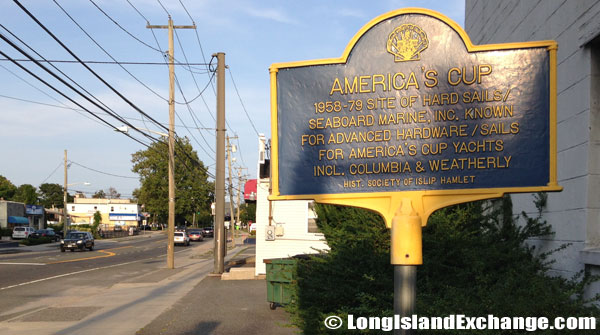 AMERICA'S CUP
1958-79 SITE OF HARD SAILS/
SEABOARD MARINE, INC. KNOWN
FOR ADVANCED HARDWARE/SAILS
FOR AMERICA'S CUP YACHTS
INCL. COLUMBIA & WEATHERLY
HIST. SOCIETY OF ISLIP HAMLET
© LongIslandExchange.com